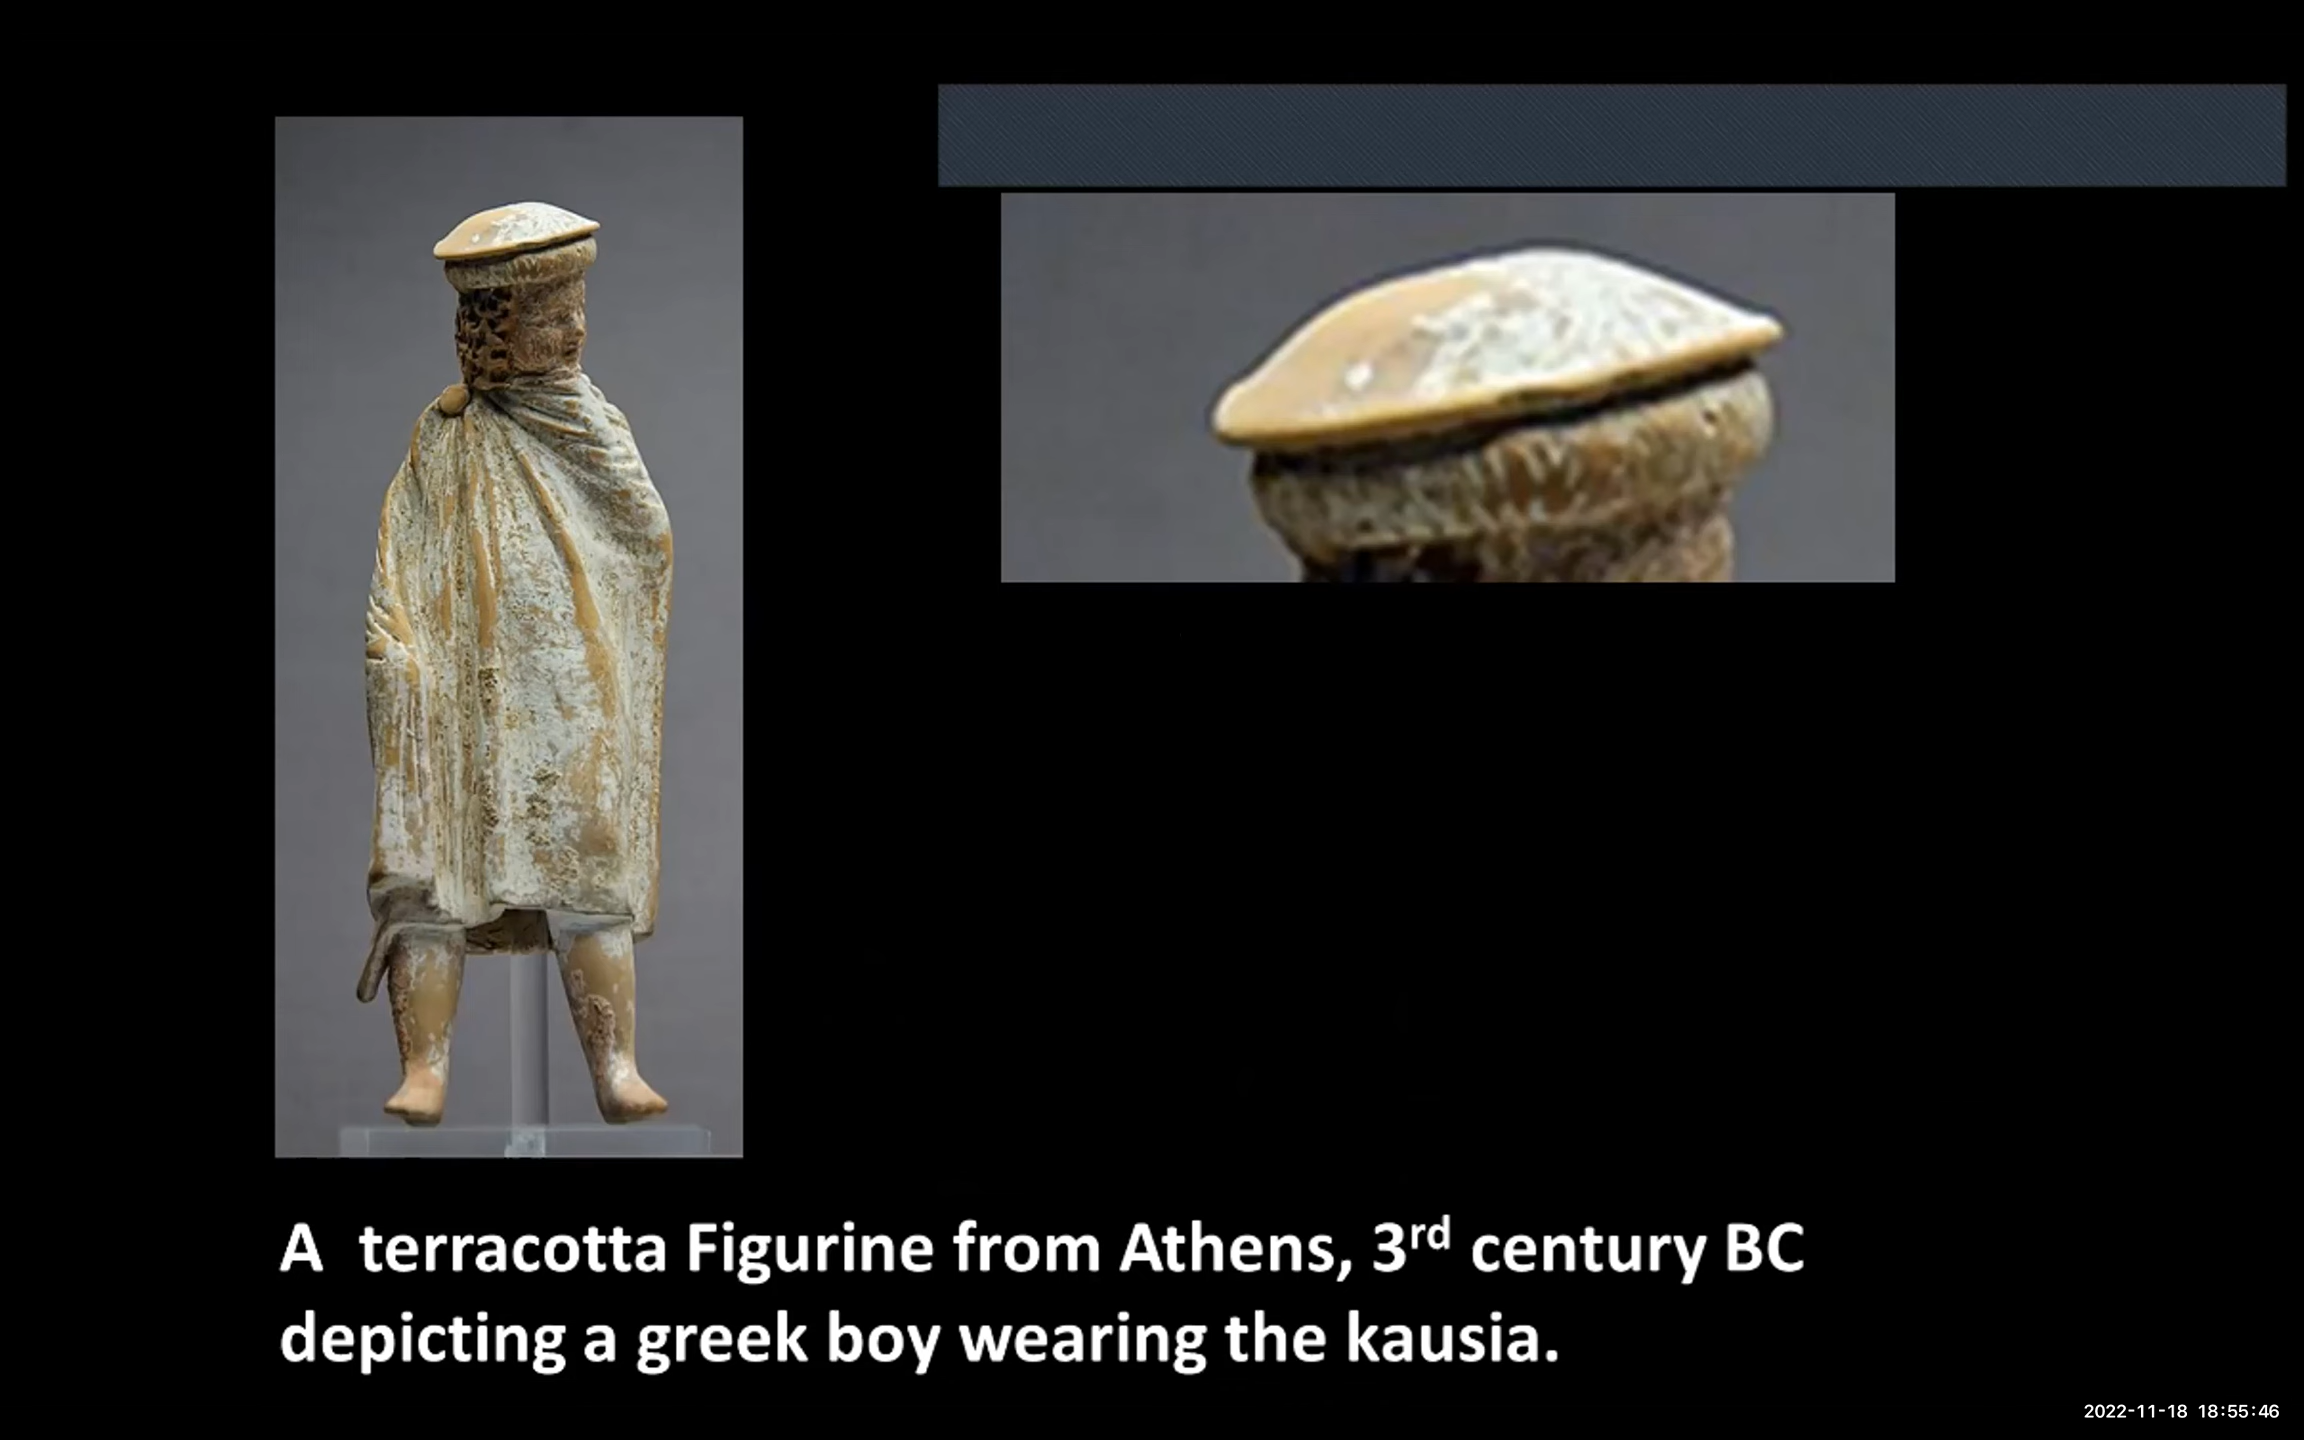 A terracotta Figurine from Athens, 3rd century BC
depicting a greek boy wearing the kausia.
2022-11-18 18:55:46